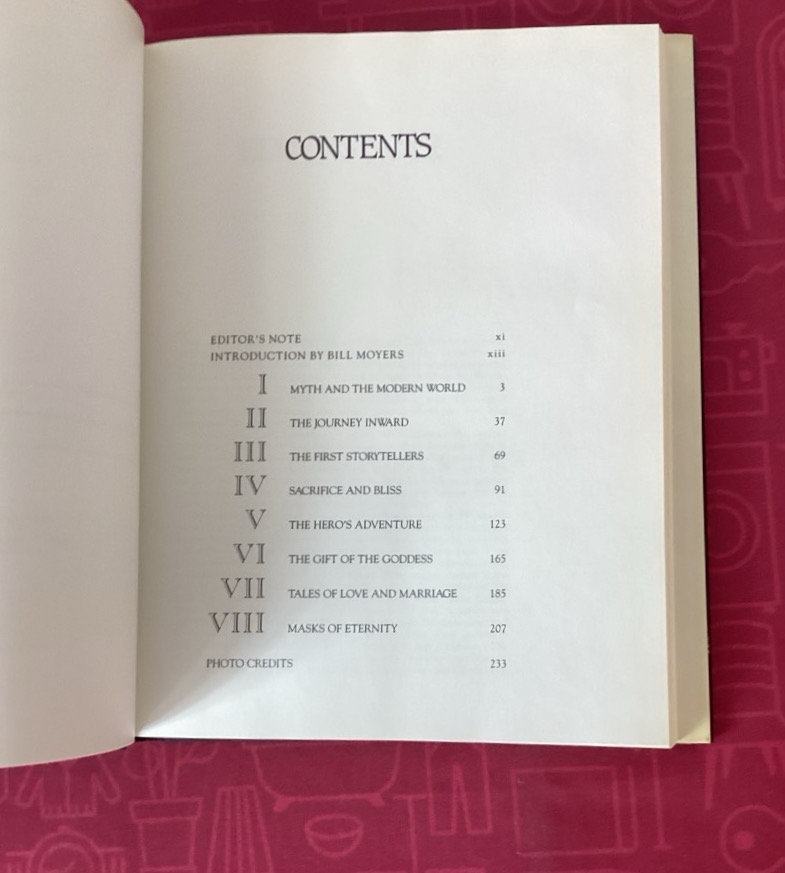 CONTENTS
EDITOR'S NOTE xi
INTRODUCTION BY BILL MOYERS xiii
I MYTH AND THE MODERN WORLD 3
II THE JOURNEY INWARD 37
III THE FIRST STORYTELLERS 69
IV SACRIFICE AND BLISS 91
V THE HERO'S ADVENTURE 123
VI THE GIFT OF THE GODDESS 165
VII TALES OF LOVE AND MARRIAGE 185
VIII MASKS OF ETERNITY 207
PHOTO CREDITS 233